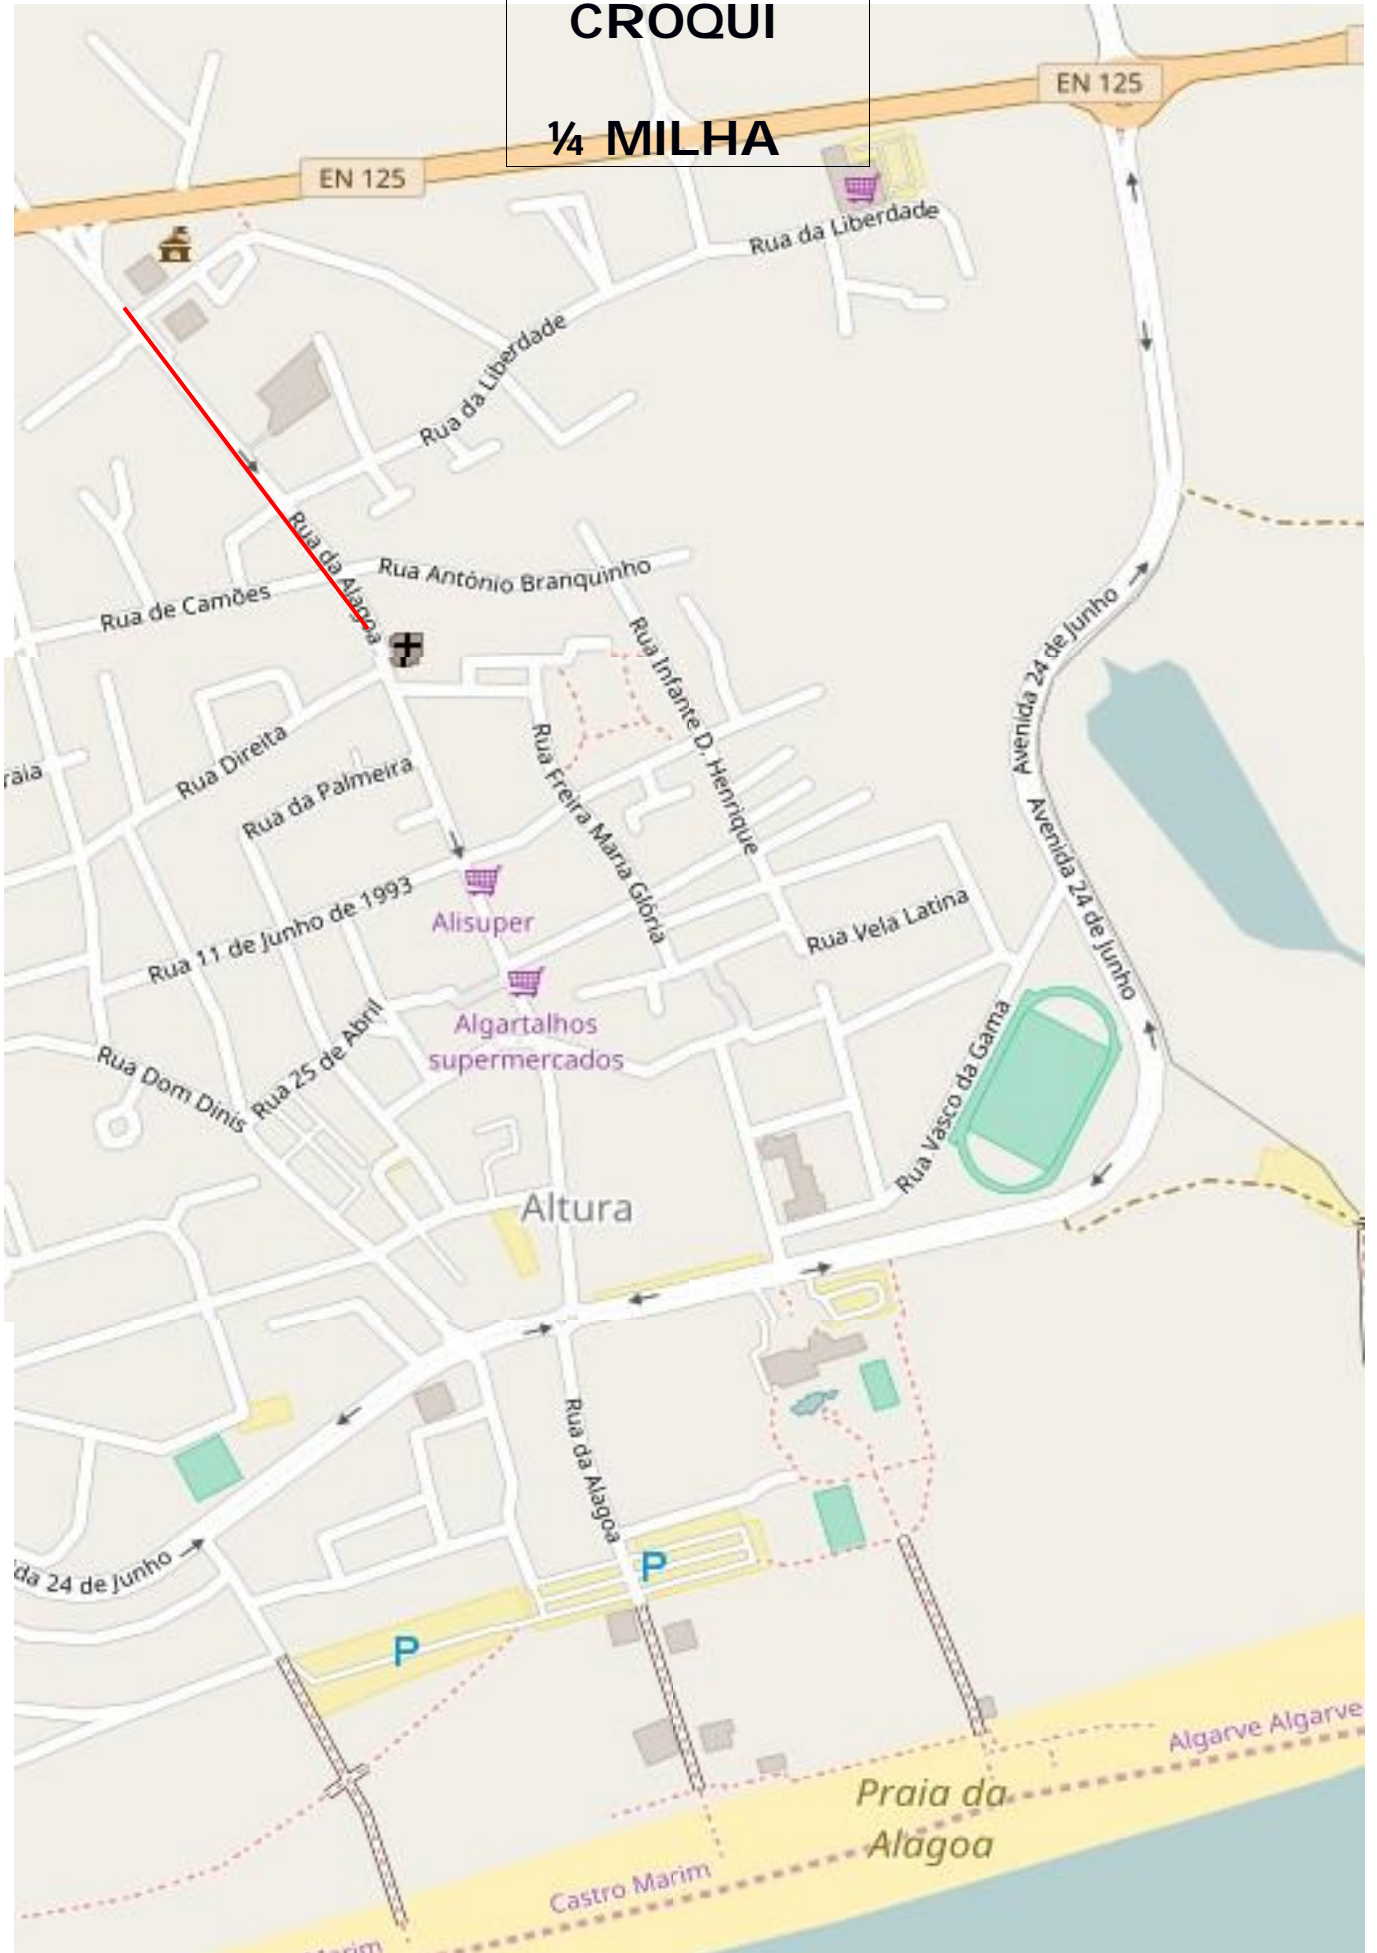 CROQUI
¼ MILHA
EN 125
EN 125
Rua da Liberdade
Rua da Liberdade
Rua da Alagoa
Rua António Branquinho
Rua de Camões
Rua Infante D. Henrique
Avenida 24 de Junho
Rua Direita
raia
Rua da Palmeira
Rua Freira Maria Glória
Avenida 24 de Junho
Rua 11 de Junho de 1993
Alisuper
Rua Vela Latina
Algartalhos
supermercados
Rua 25 de Abril
Rua Dom Dinis
Rua Vasco da Gama
Altura
Rua da Alagoa
da 24 de Junho
P
P
Algarve Algarve
Praia da
Alagoa
Castro Marim
Marim